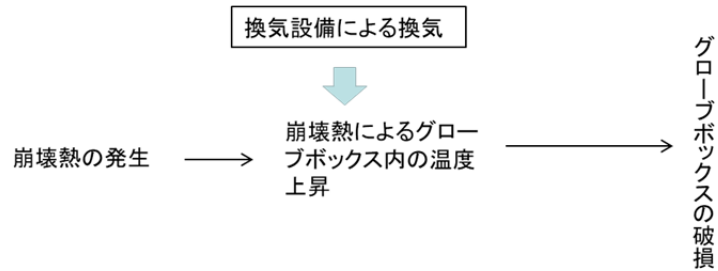 換気設備による換気
崩壊熱の発生
崩壊熱によるグロー
ブボックス内の温度
上昇
グローブボックスの破損